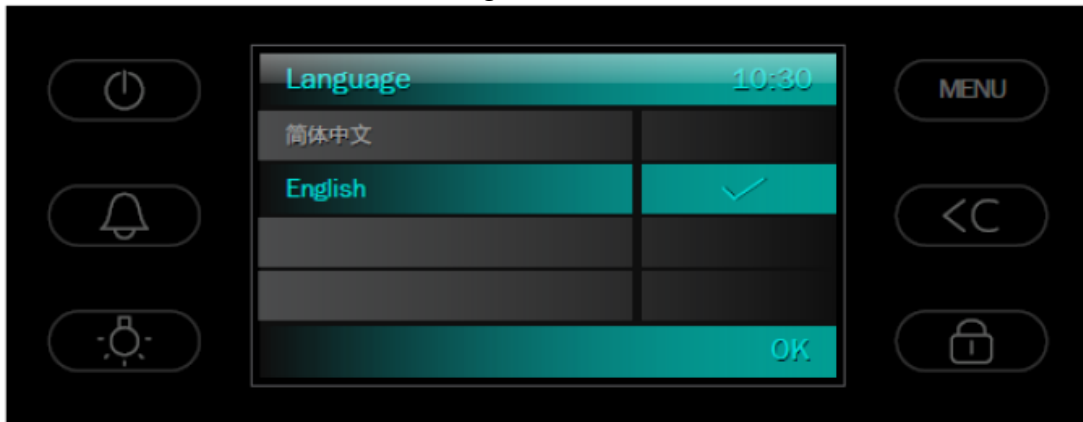 Language 10:30
MENU
简体中文
English
<C
OK